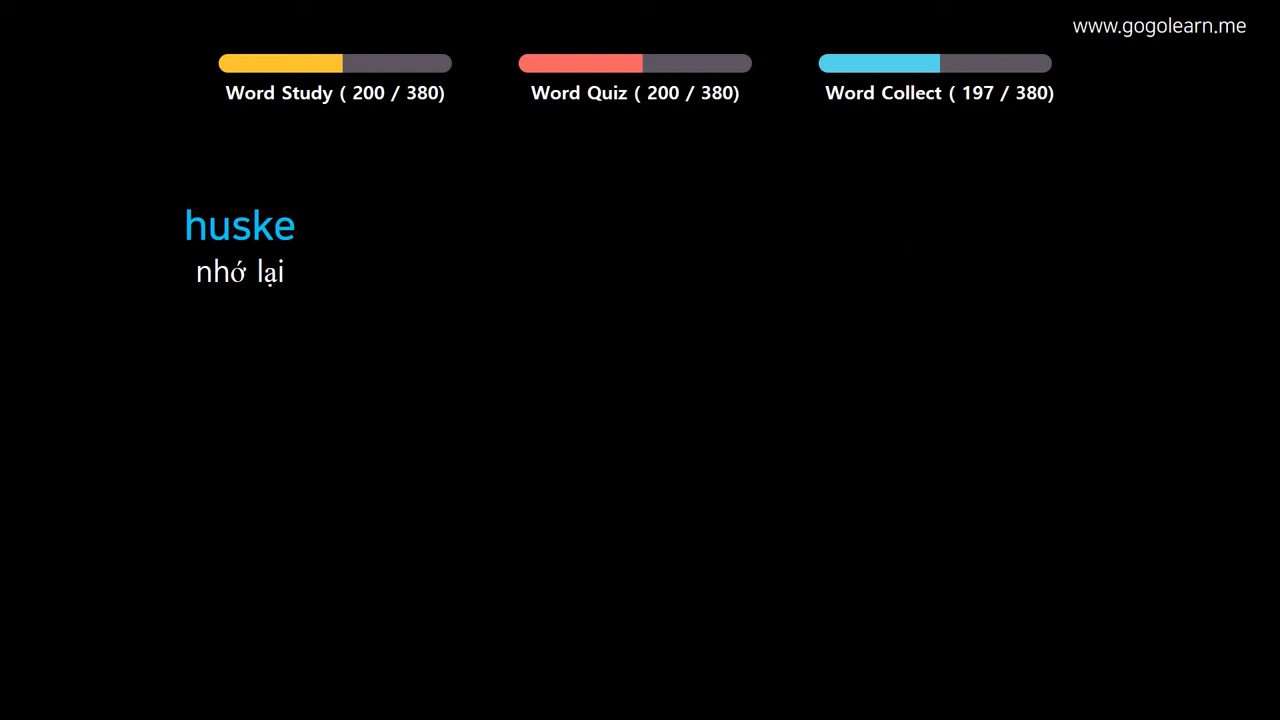 www.gogolearn.me
Word Study ( 200 / 380)
Word Quiz ( 200 / 380)
Word Collect ( 197 / 380)
huske
nhớ lại